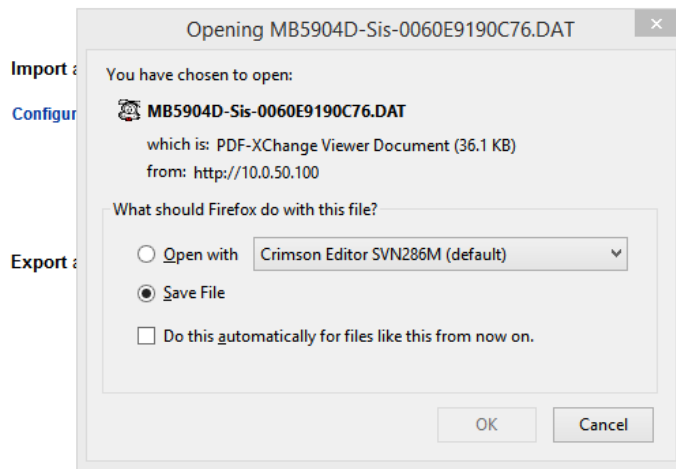 Opening MB5904D-Sis-0060E9190C76.DAT
Import a
You have chosen to open:
Configur
MB5904D-Sis-0060E9190C76.DAT
which is: PDF-XChange Viewer Document (36.1 KB)
from: http://10.0.50.100
What should Firefox do with this file?
Export a
Open with Crimson Editor SVN286M (default)
Save File
Do this automatically for files like this from now on.
OK Cancel